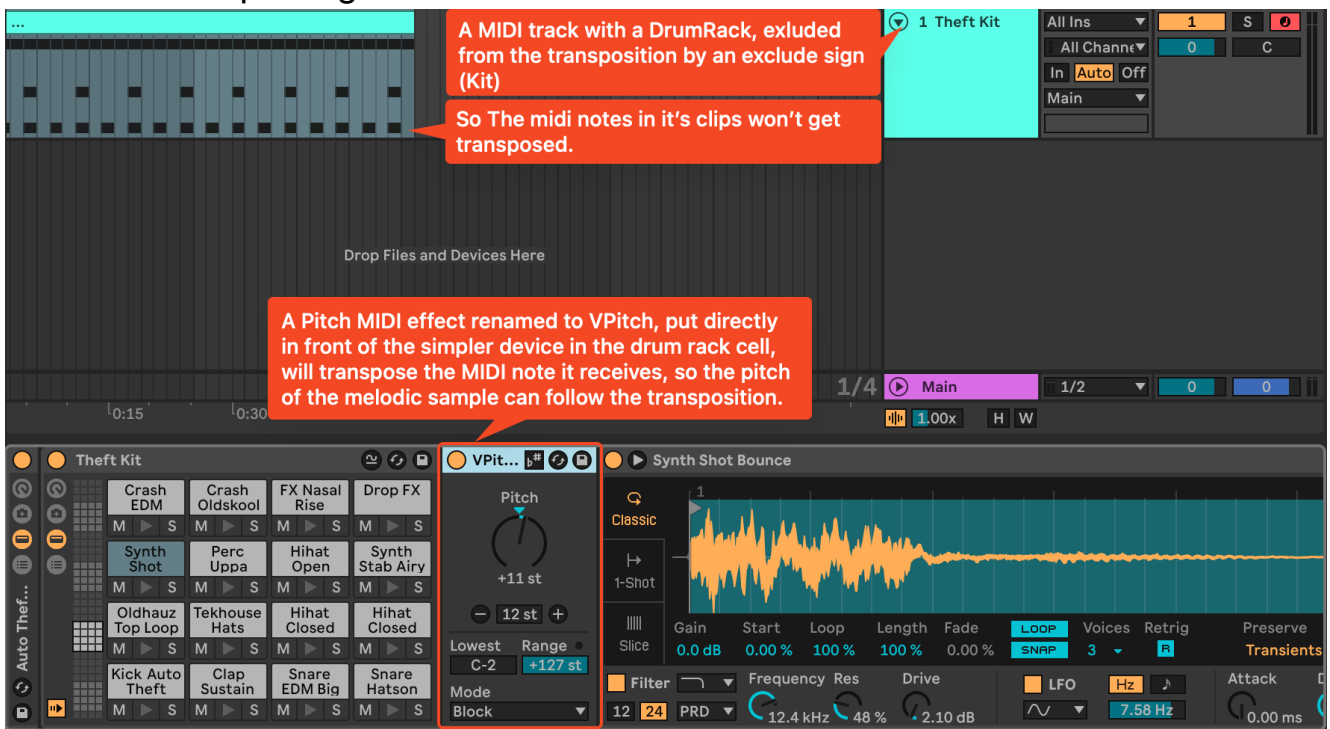 ...
A MIDI track with a DrumRack, exluded
from the transposition by an exclude sign
(Kit)
So The midi notes in it's clips won't get
transposed.
1 Theft Kit
All Ins
1
S
All Channe
0
C
In Auto Off
Main
Drop Files and Devices Here
A Pitch MIDI effect renamed to VPitch, put directly
in front of the simpler device in the drum rack cell,
will transpose the MIDI note it receives, so the pitch
of the melodic sample can follow the transposition.
1/4
Main
1/2
0
0
0:15
0:30
1.00x
H W
Auto Thef...
Theft Kit
Crash EDM
Crash Oldskool
FX Nasal Rise
Drop FX
M S M S M S M S
Synth Shot
Perc Uppa
Hihat Open
Synth Stab Airy
M S M S M S M S
Oldhauz Top Loop
Tekhouse Hats
Hihat Closed
Hihat Closed
M S M S M S M S
Kick Auto Theft
Clap Sustain
Snare EDM Big
Snare Hatson
M S M S M S M S
VPit... b#
Pitch
+11 st
12 st
Lowest Range
C-2 +127 st
Mode
Block
Synth Shot Bounce
Classic
1-Shot
Slice
1
Gain Start Loop Length Fade LOOP Voices Retrig Preserve
0.0 dB 0.00 % 100 % 100 % 0.00 % SNAP 3 R Transients
Filter Frequency Res Drive LFO Hz Attack
12 24 PRD 12.4 kHz 48 % 2.10 dB 7.58 Hz 0.00 ms